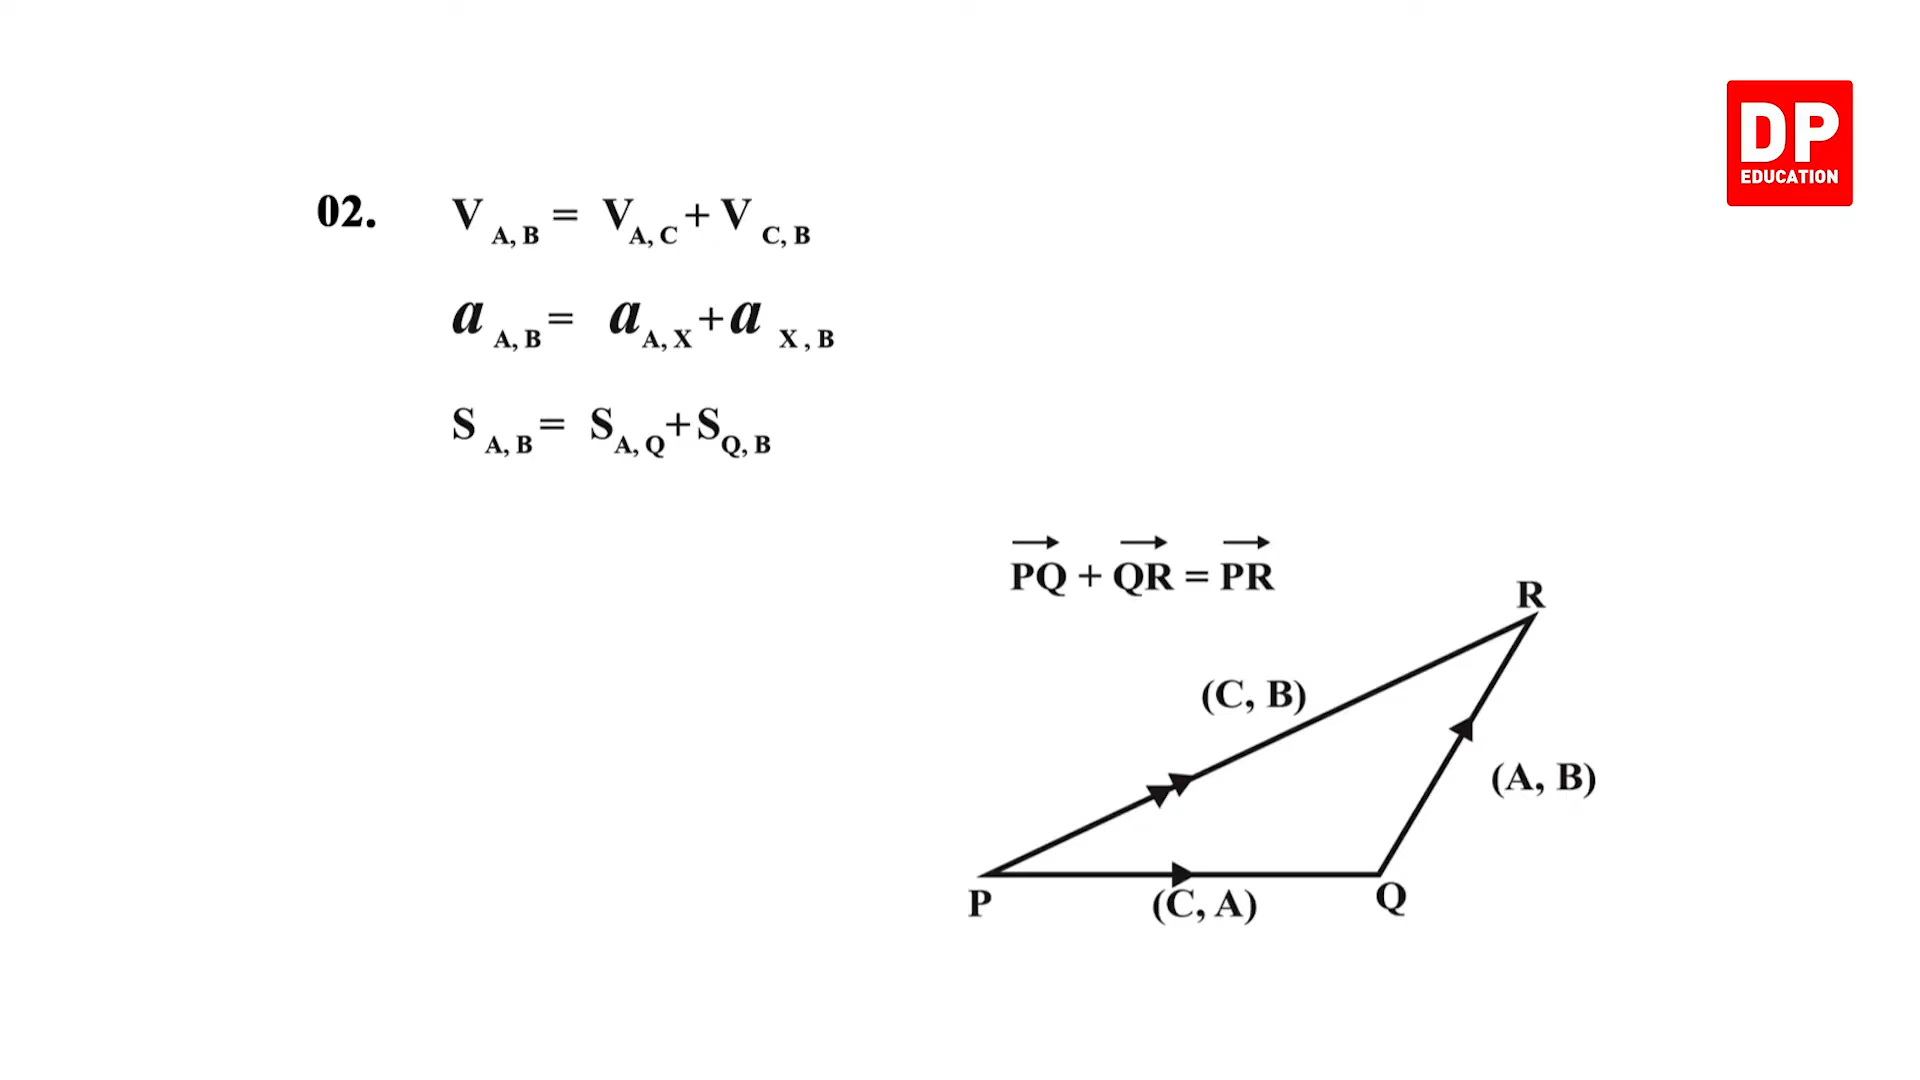 DP
EDUCATION
02. V A, B = V A, C + V C, B
a A, B = a A, X + a X , B
S A, B = S A, Q + S Q, B
PQ + QR = PR
R
(C, B)
(A, B)
P
(C, A)
Q